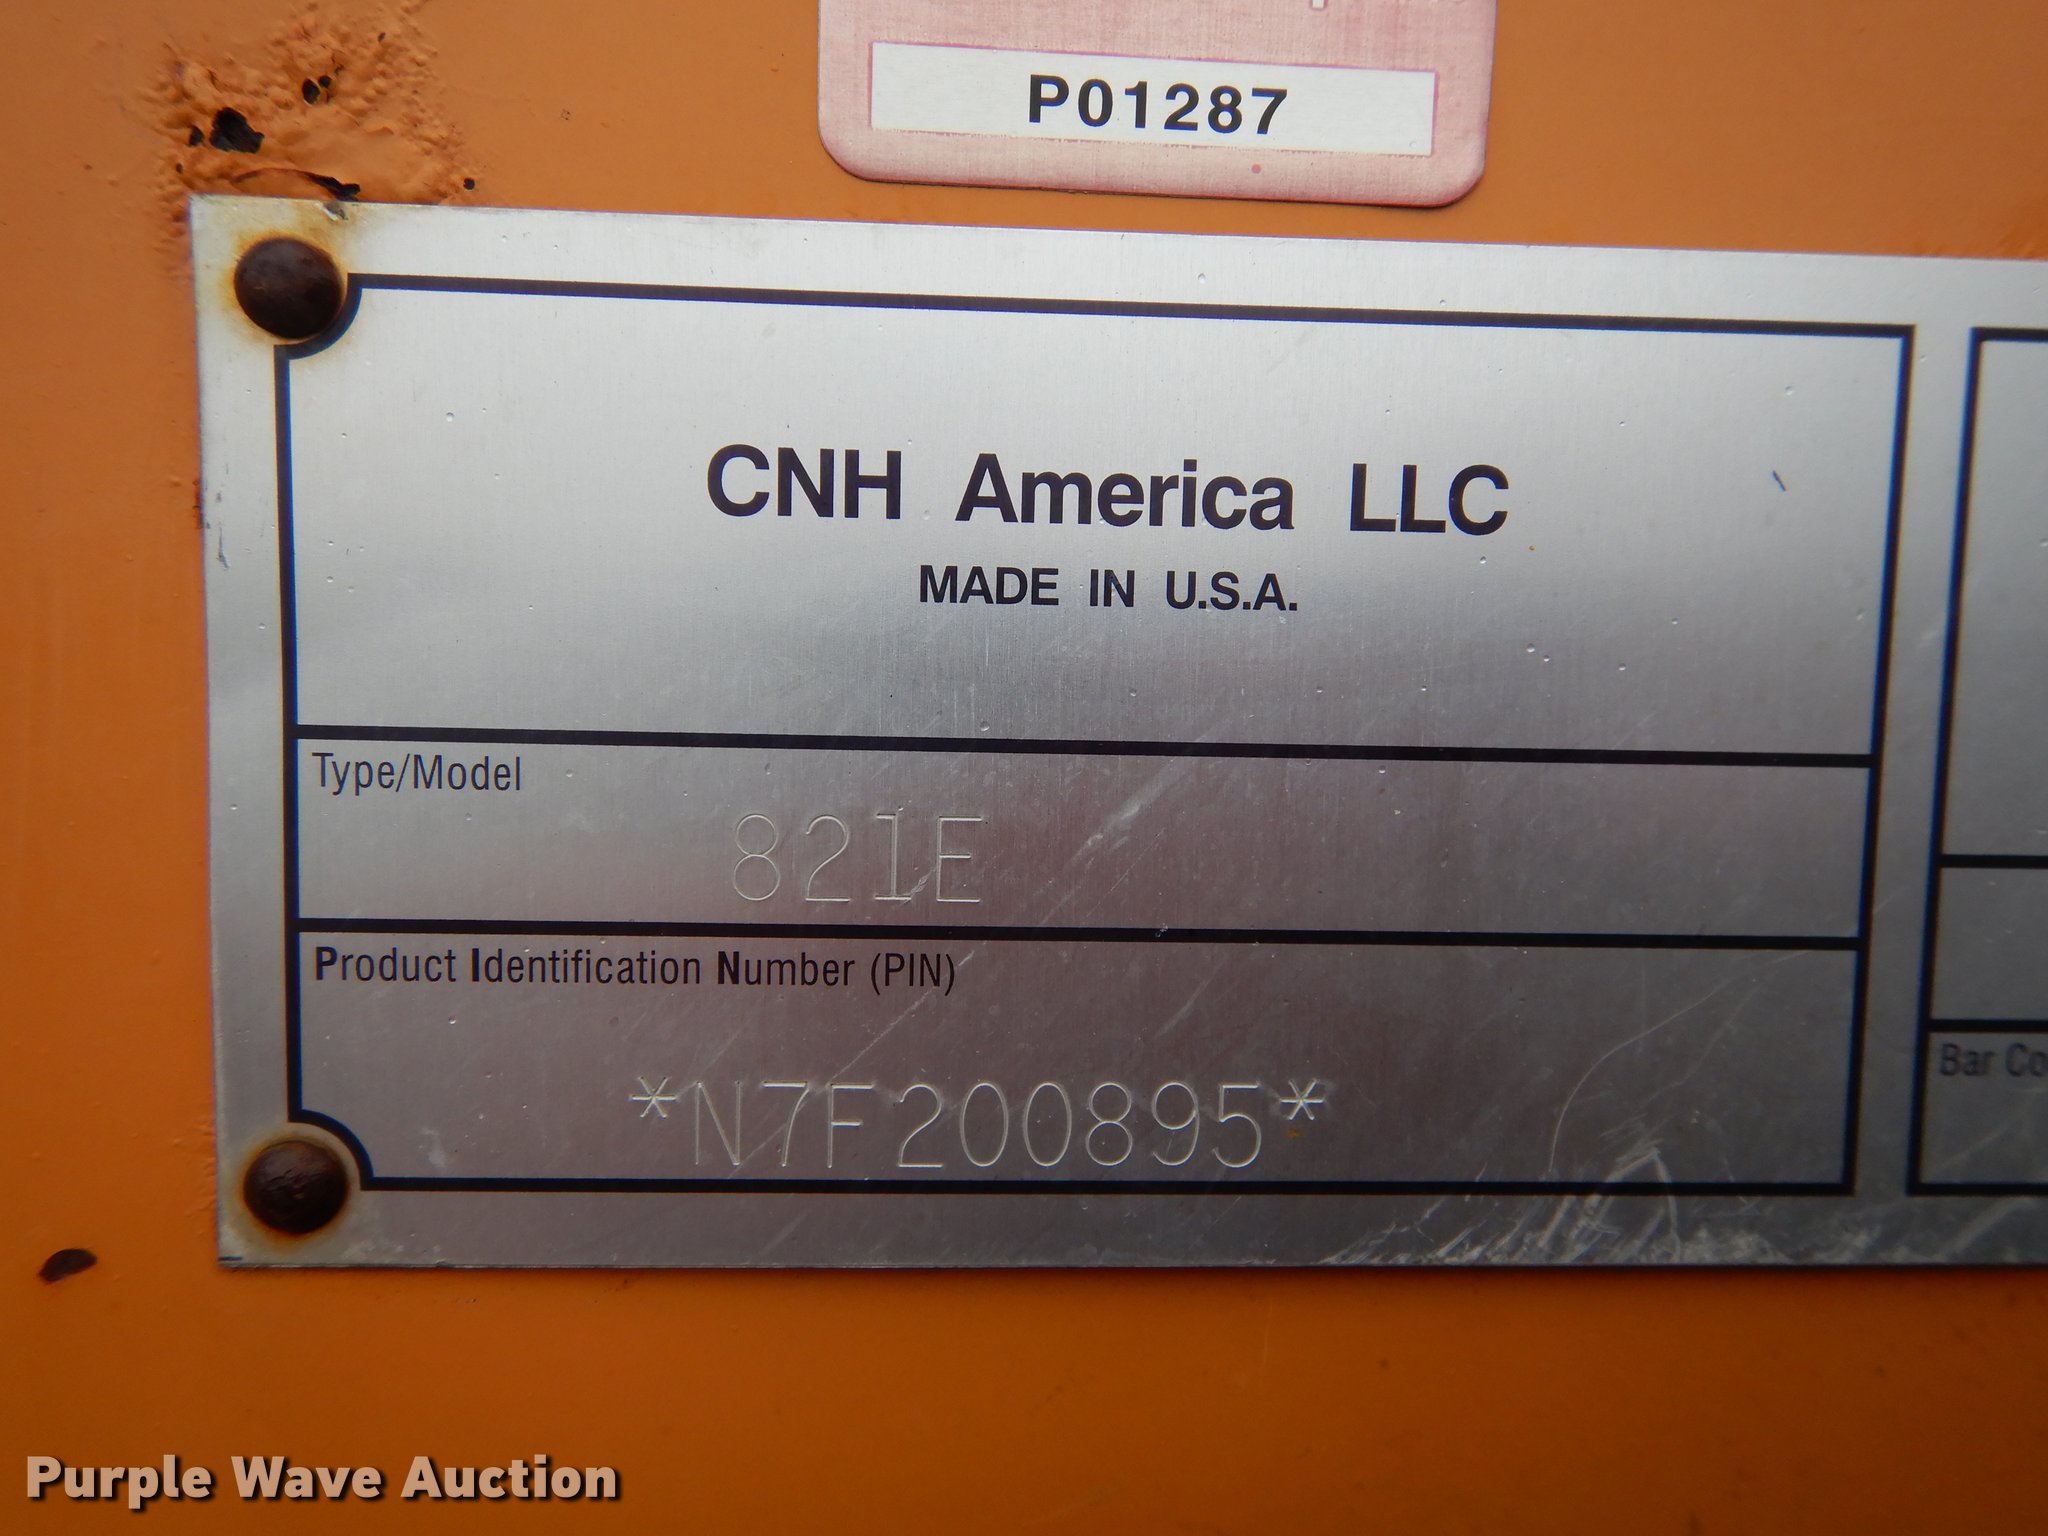 P01287
CNH America LLC
MADE IN U.S.A.
Type/Model
821E
Product Identification Number (PIN)
*N7F200895*
Bar Co
Purple Wave Auction